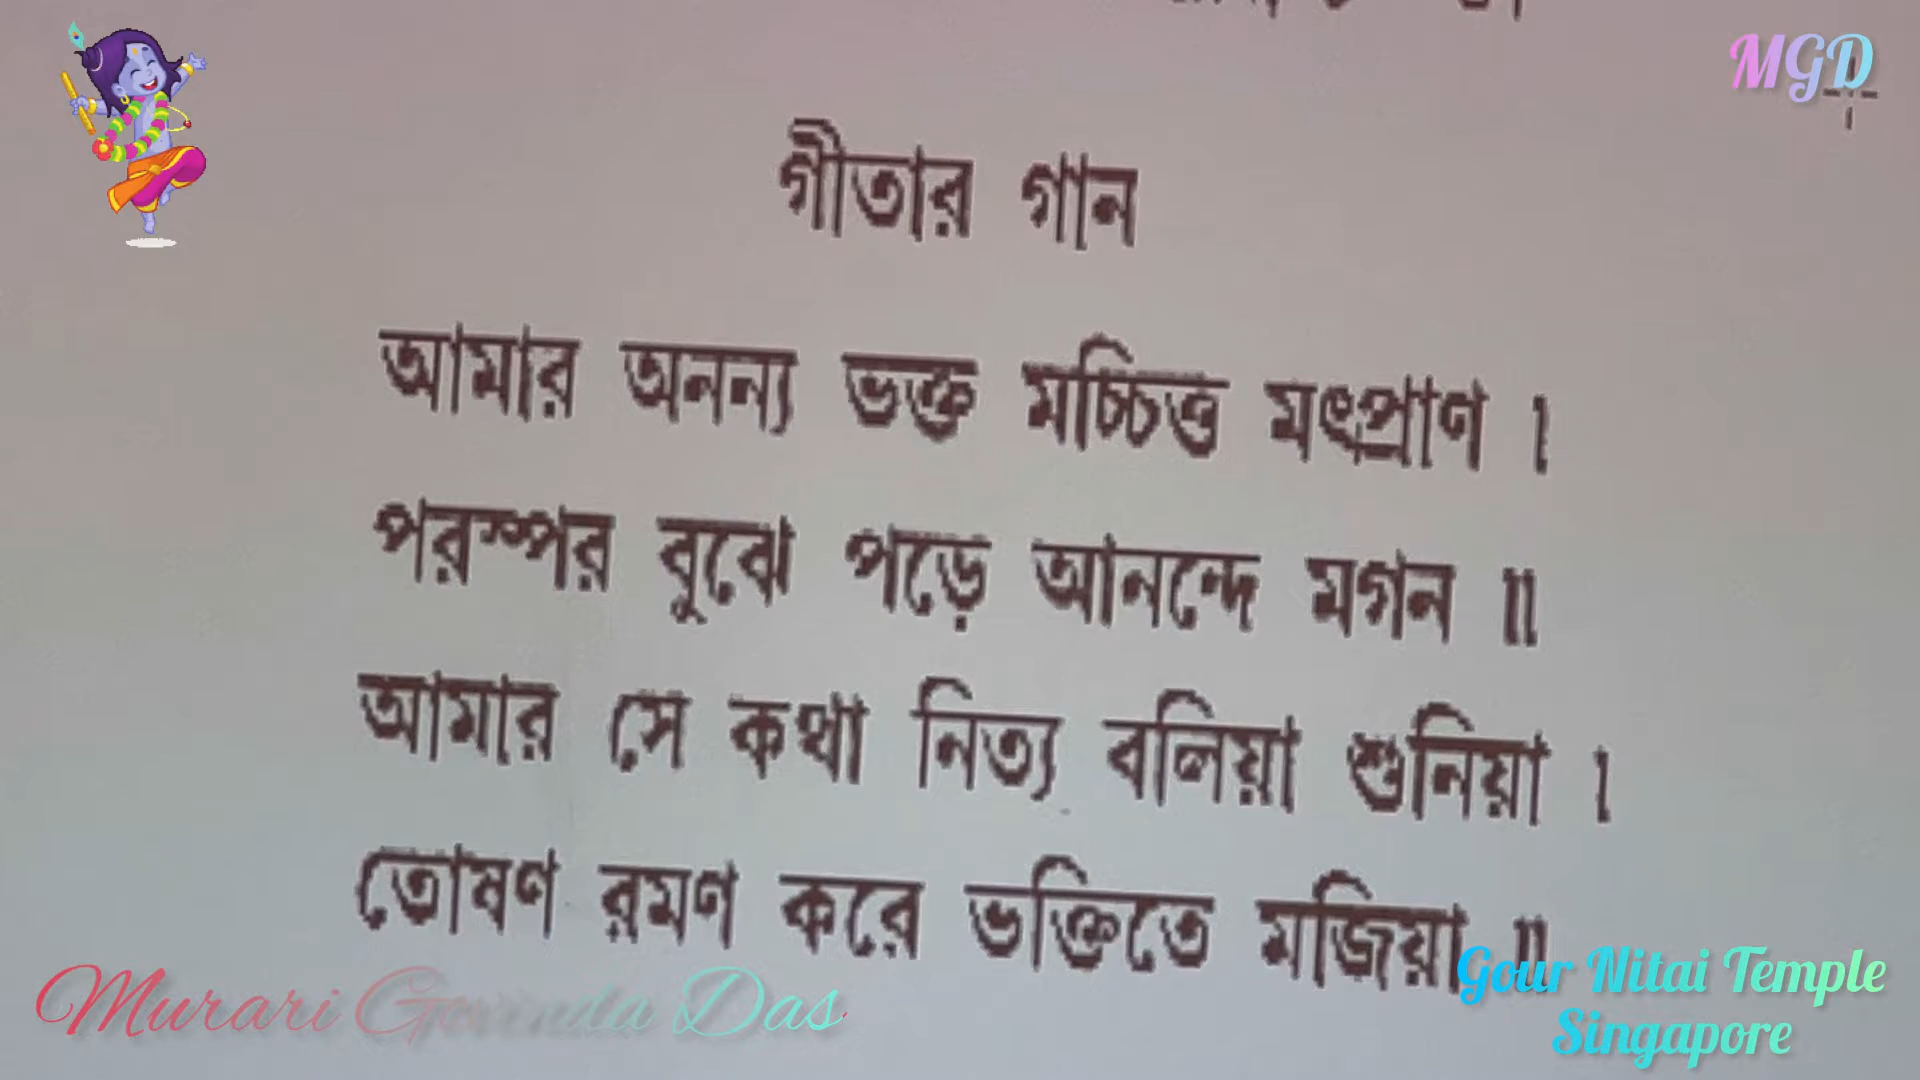 MGD
গীতার গান
আমার অনন্য ভক্ত মচ্চিত্ত মৎপ্রাণ ।
পরস্পর বুঝে পড়ে আনন্দে মগন ॥
আমার সে কথা নিত্য বলিয়া শুনিয়া ।
তোষণ রমণ করে ভক্তিতে মজিয়া ॥
Murari Govinda Das
Gour Nitai Temple
Singapore